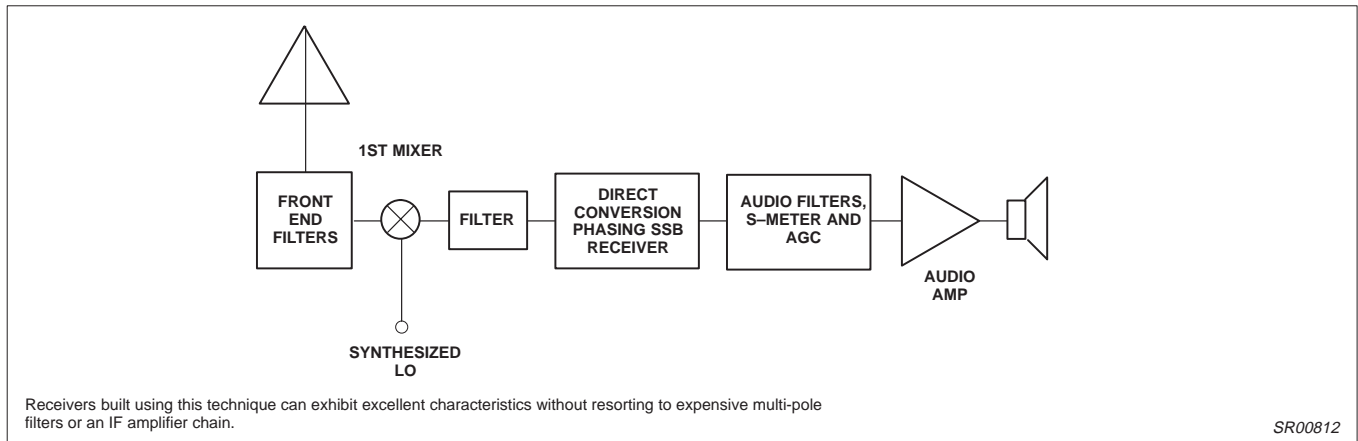 1ST MIXER
FRONT
END
FILTERS
FILTER
DIRECT
CONVERSION
PHASING SSB
RECEIVER
AUDIO FILTERS,
S–METER AND
AGC
AUDIO
AMP
SYNTHESIZED
LO
Receivers built using this technique can exhibit excellent characteristics without resorting to expensive multi-pole
filters or an IF amplifier chain.
SR00812